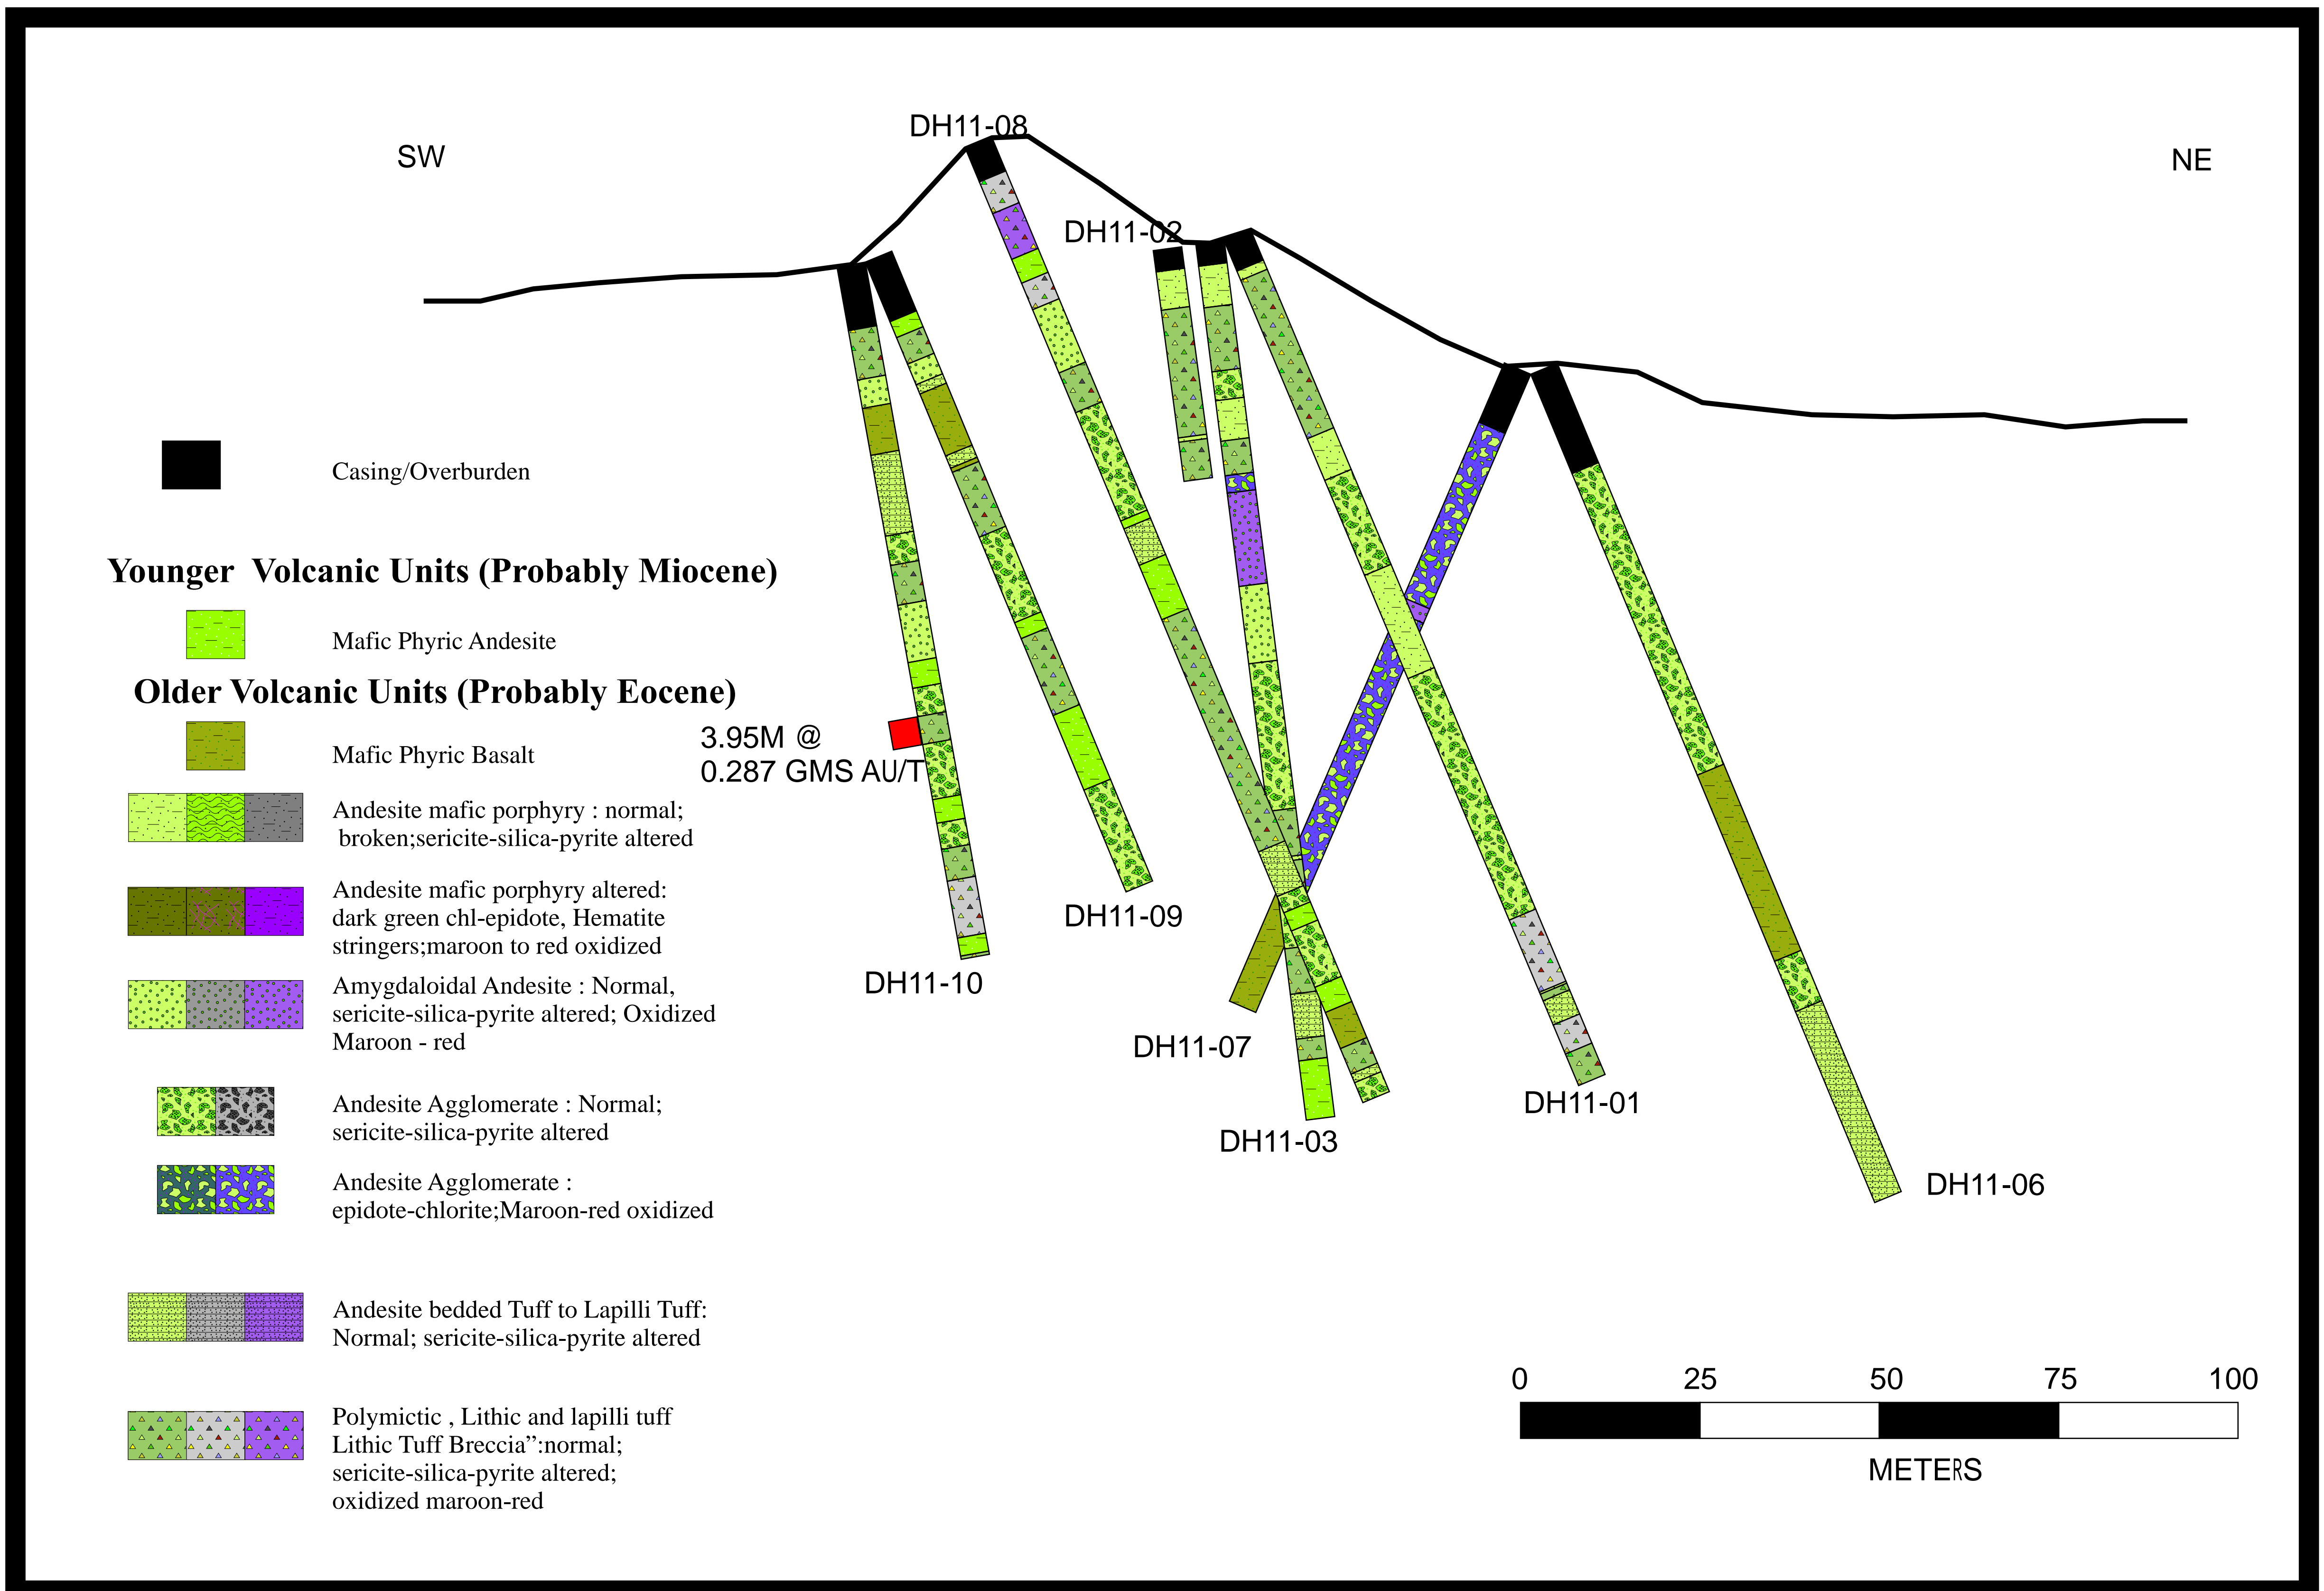 DH11-08
SW
NE
DH11-02
Casing/Overburden
Younger Volcanic Units (Probably Miocene)
Mafic Phyric Andesite
Older Volcanic Units (Probably Eocene)
Mafic Phyric Basalt
3.95M @
0.287 GMS AU/T
Andesite mafic porphyry : normal;
broken;sericite-silica-pyrite altered
Andesite mafic porphyry altered:
dark green chl-epidote, Hematite
stringers;maroon to red oxidized
Amygdaloidal Andesite : Normal,
sericite-silica-pyrite altered; Oxidized
Maroon - red
Andesite Agglomerate : Normal;
sericite-silica-pyrite altered
Andesite Agglomerate :
epidote-chlorite;Maroon-red oxidized
Andesite bedded Tuff to Lapilli Tuff:
Normal; sericite-silica-pyrite altered
Polymictic , Lithic and lapilli tuff
Lithic Tuff Breccia”:normal;
sericite-silica-pyrite altered;
oxidized maroon-red
DH11-09
DH11-10
DH11-07
DH11-03
DH11-01
DH11-06
0 25 50 75 100
METERS